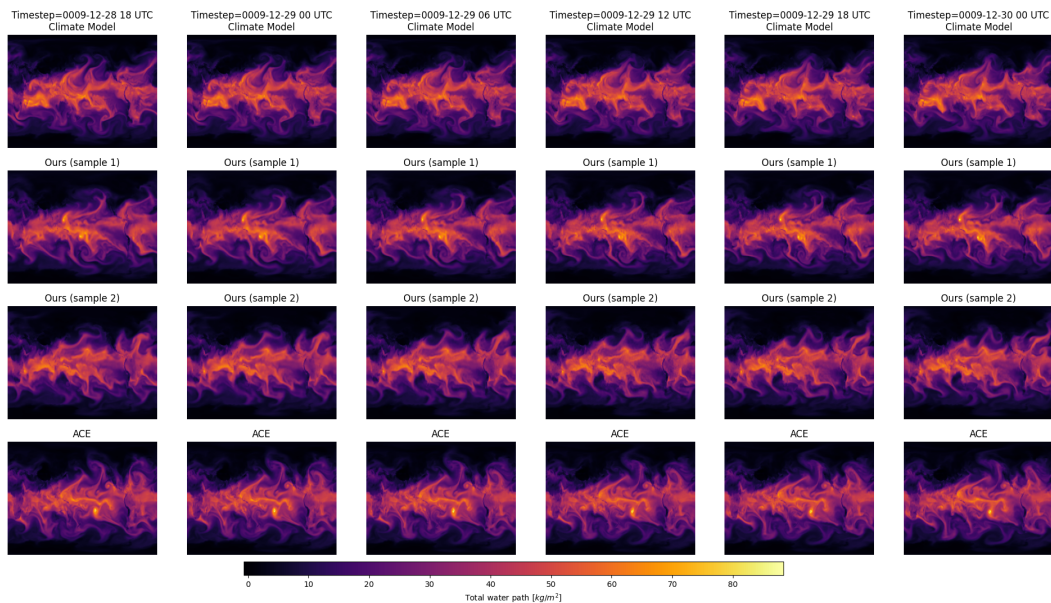 Timestep=0009-12-28 18 UTC
Climate Model
Timestep=0009-12-29 00 UTC
Climate Model
Timestep=0009-12-29 06 UTC
Climate Model
Timestep=0009-12-29 12 UTC
Climate Model
Timestep=0009-12-29 18 UTC
Climate Model
Timestep=0009-12-30 00 UTC
Climate Model
Ours (sample 1)
Ours (sample 1)
Ours (sample 1)
Ours (sample 1)
Ours (sample 1)
Ours (sample 1)
Ours (sample 2)
Ours (sample 2)
Ours (sample 2)
Ours (sample 2)
Ours (sample 2)
Ours (sample 2)
ACE
ACE
ACE
ACE
ACE
ACE
0 10 20 30 40 50 60 70 80
Total water path [kg/m²]